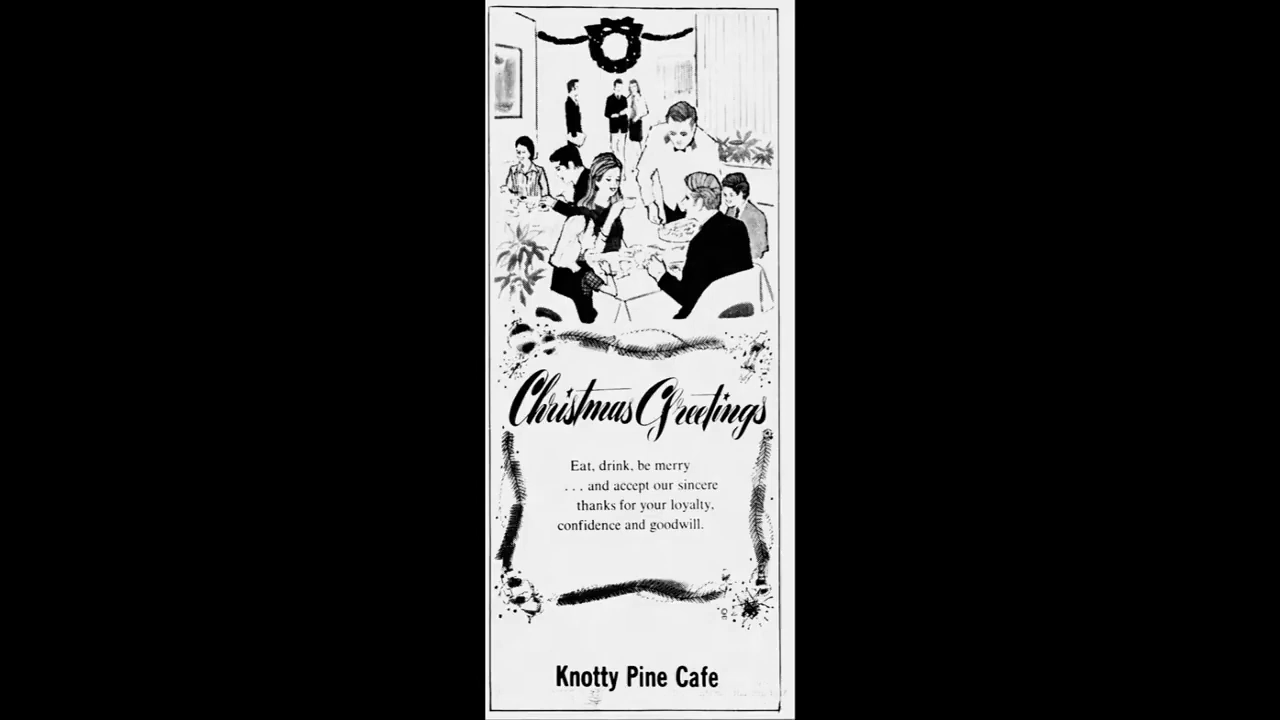 Christmas Greetings
Eat, drink, be merry
. . . and accept our sincere
thanks for your loyalty,
confidence and goodwill.
Knotty Pine Cafe